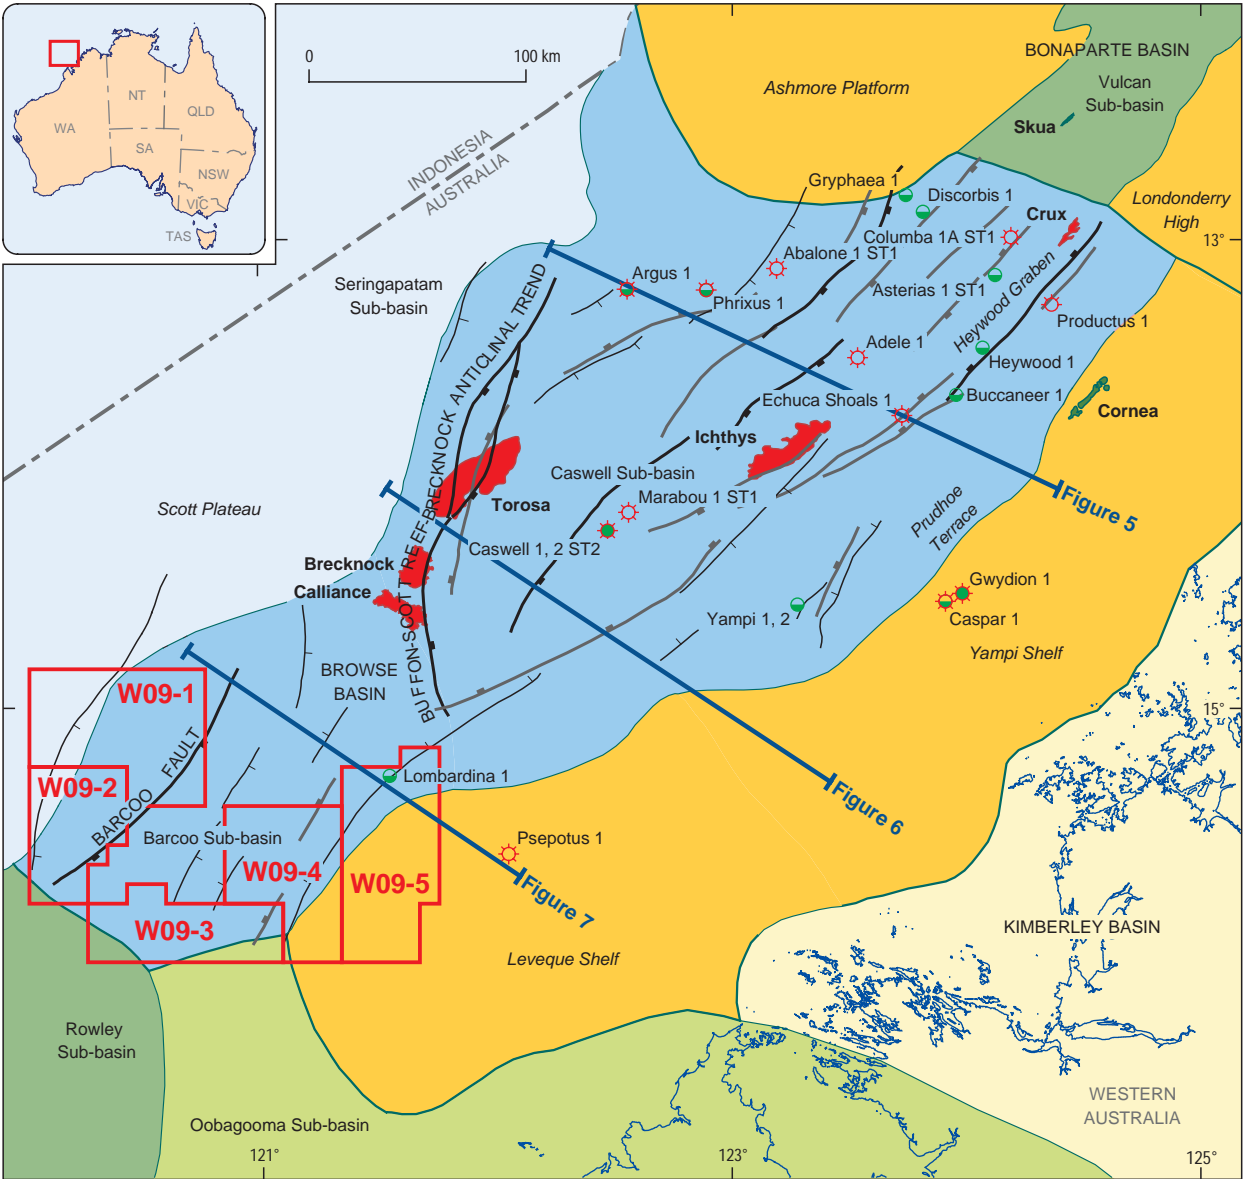 BONAPARTE BASIN
Vulcan
Sub-basin
Ashmore Platform
Skua
Londonderry
High
0
100 km
NT
QLD
WA
SA
NSW
VIC
TAS
INDONESIA
AUSTRALIA
Gryphaea 1
Discorbis 1
Crux
Columba 1A ST1
13°
Abalone 1 ST1
Seringapatam
Sub-basin
Argus 1
Phrixus 1
Asterias 1 ST1
Heywood Graben
Productus 1
Adele 1
Heywood 1
Echuca Shoals 1
Buccaneer 1
Cornea
BUFFON-SCOTT REEF-BRECKNOCK ANTICLINAL TREND
Ichthys
Caswell Sub-basin
Marabou 1 ST1
Torosa
Figure 5
Prudhoe
Terrace
Scott Plateau
Caswell 1, 2 ST2
Brecknock
Calliance
Gwydion 1
Caspar 1
Yampi 1, 2
Yampi Shelf
BROWSE
BASIN
W09-1
15°
BARCOO FAULT
W09-2
Lombardina 1
Figure 6
Barcoo Sub-basin
Psepotus 1
W09-4
W09-5
Figure 7
W09-3
KIMBERLEY BASIN
Leveque Shelf
Rowley
Sub-basin
WESTERN
AUSTRALIA
Oobagooma Sub-basin
121°
123°
125°